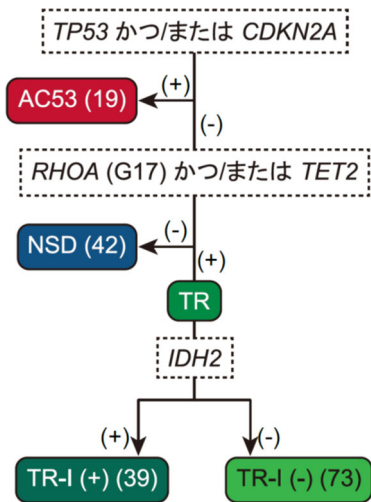 TP53 かつ/または CDKN2A
(+)
AC53 (19)
(-)
RHOA (G17) かつ/または TET2
(-)
NSD (42)
(+)
TR
IDH2
(+)
(-)
TR-I (+) (39)
TR-I (-) (73)